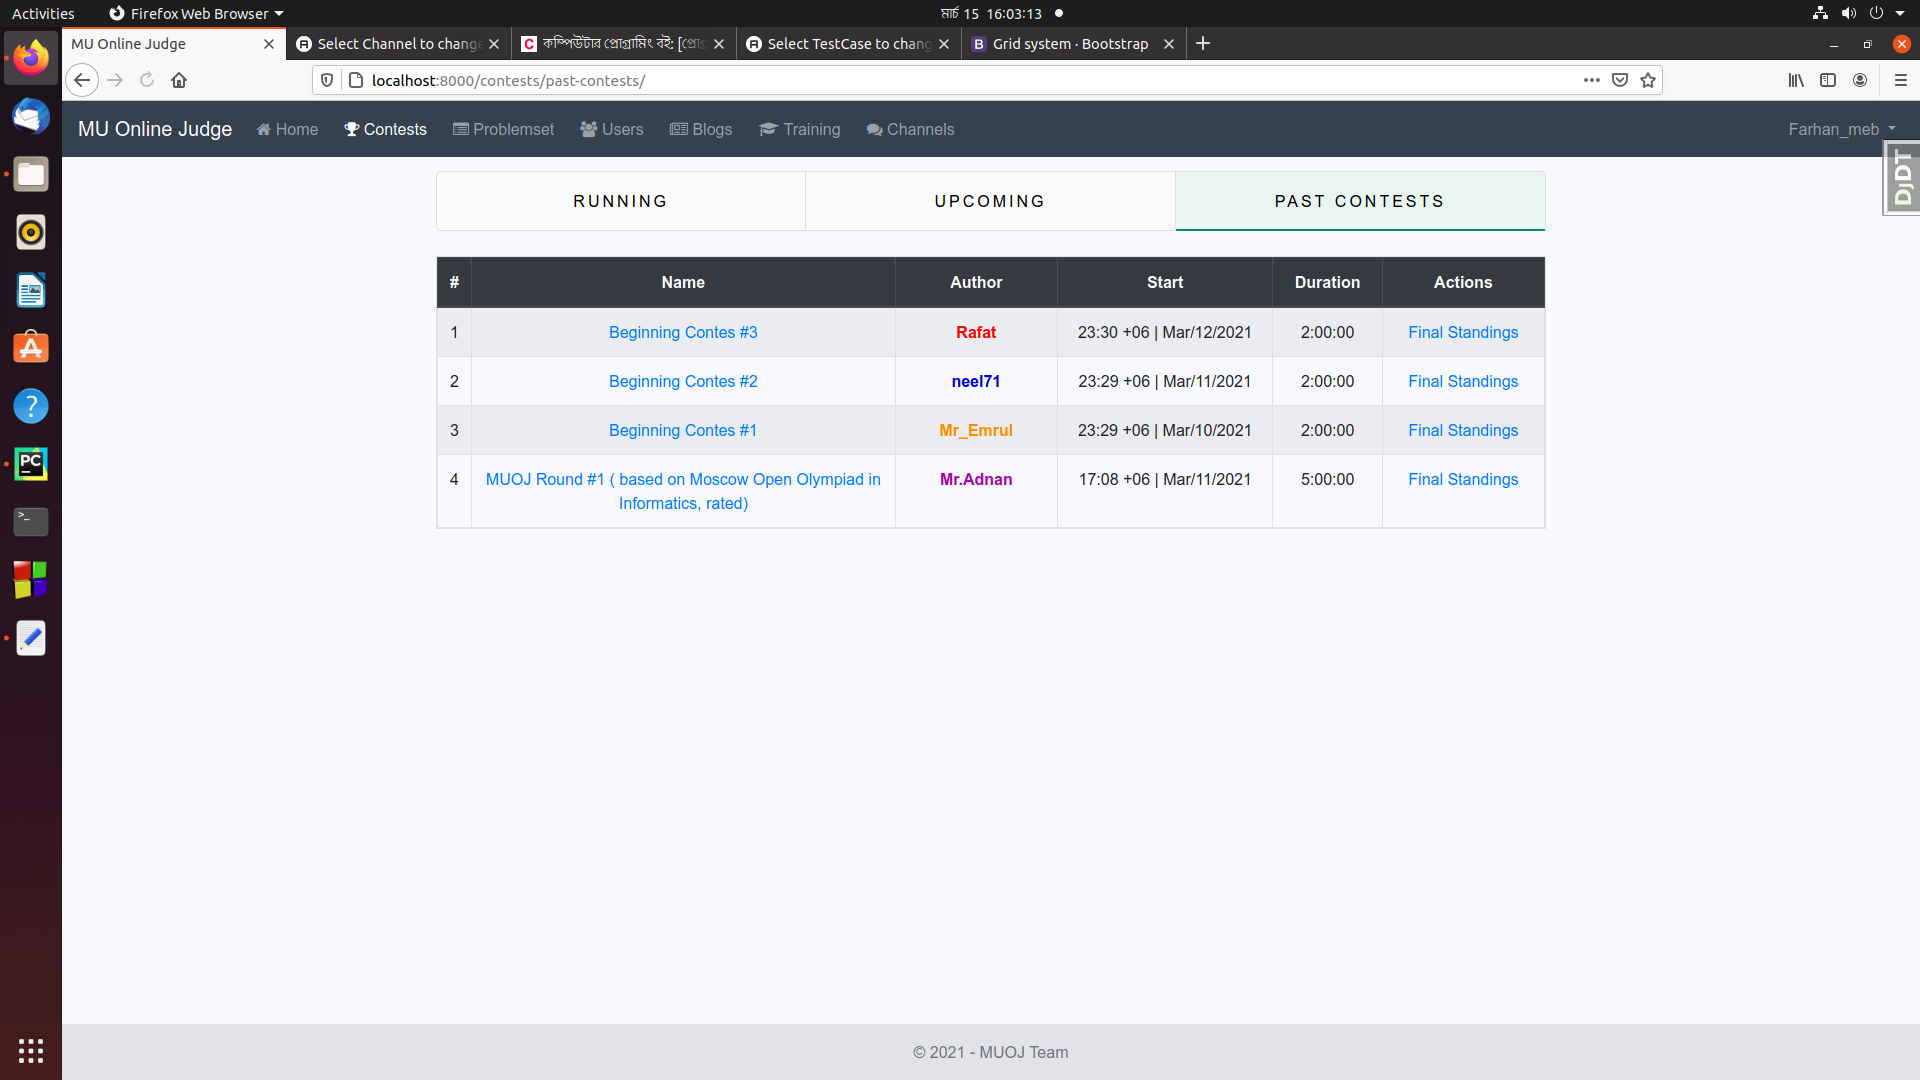 Activities Firefox Web Browser মার্চ 15 16:03:13
MU Online Judge Select Channel to change কম্পিউটার প্রোগ্রামিং বই: [প্রোগ্র Select TestCase to chang Grid system · Bootstrap
localhost:8000/contests/past-contests/
MU Online Judge Home Contests Problemset Users Blogs Training Channels Farhan_meb
DjDT
RUNNING UPCOMING PAST CONTESTS
# Name Author Start Duration Actions
1 Beginning Contes #3 Rafat 23:30 +06 | Mar/12/2021 2:00:00 Final Standings
2 Beginning Contes #2 neel71 23:29 +06 | Mar/11/2021 2:00:00 Final Standings
3 Beginning Contes #1 Mr_Emrul 23:29 +06 | Mar/10/2021 2:00:00 Final Standings
4 MUOJ Round #1 ( based on Moscow Open Olympiad in Mr.Adnan 17:08 +06 | Mar/11/2021 5:00:00 Final Standings
Informatics, rated)
PC
© 2021 - MUOJ Team